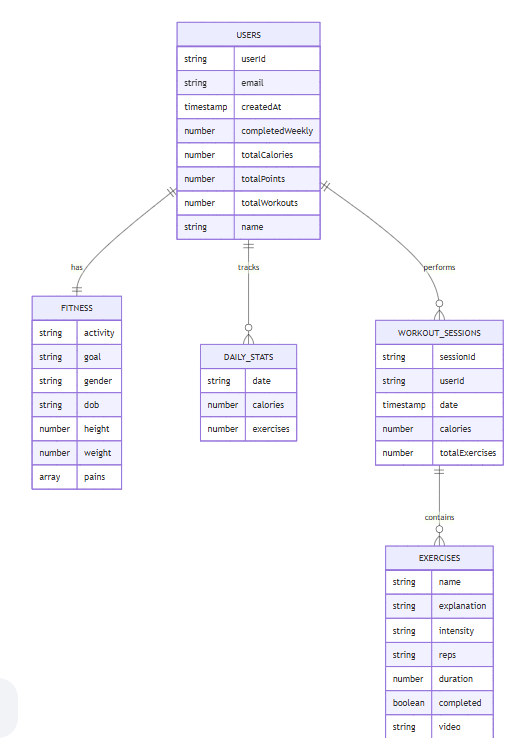 USERS
string userId
string email
timestamp createdAt
number completedWeekly
number totalCalories
number totalPoints
number totalWorkouts
string name
has
tracks
performs
FITNESS
string activity
string goal
string gender
string dob
number height
number weight
array pains
DAILY_STATS
string date
number calories
number exercises
WORKOUT_SESSIONS
string sessionId
string userId
timestamp date
number calories
number totalExercises
contains
EXERCISES
string name
string explanation
string intensity
string reps
number duration
boolean completed
string video